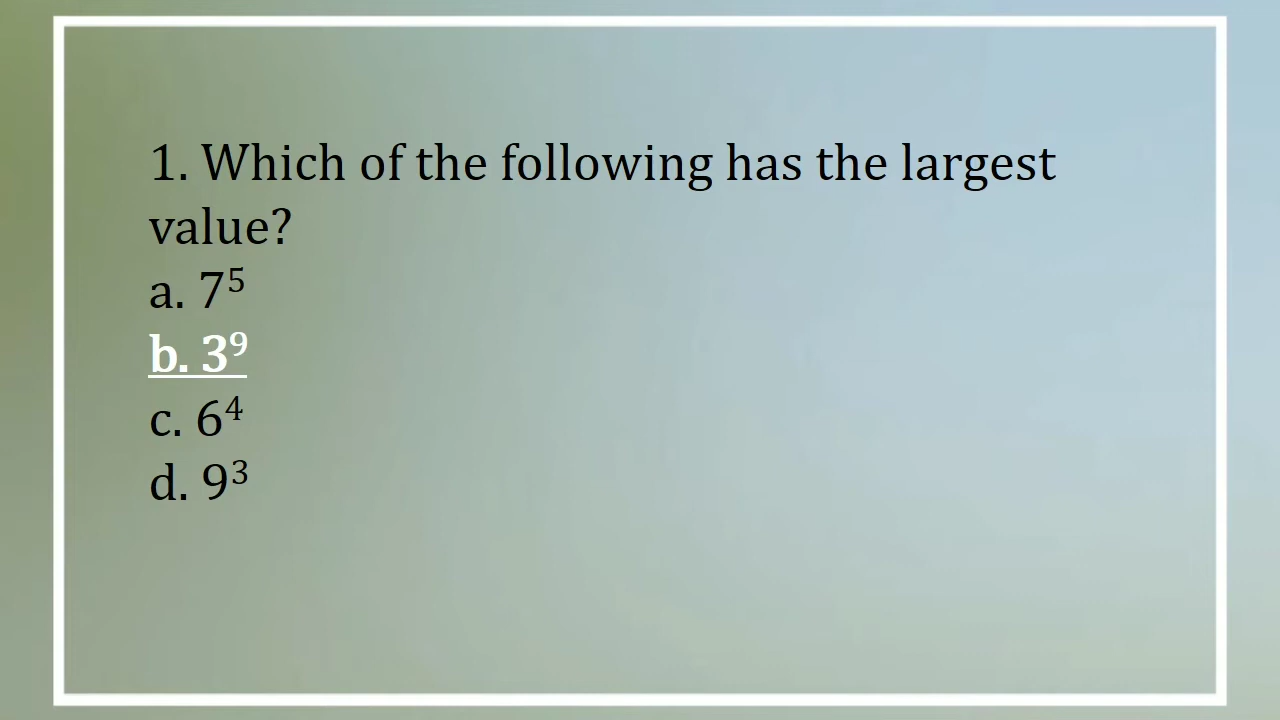 1. Which of the following has the largest
value?
a. 7⁵
b. 3⁹
c. 6⁴
d. 9³